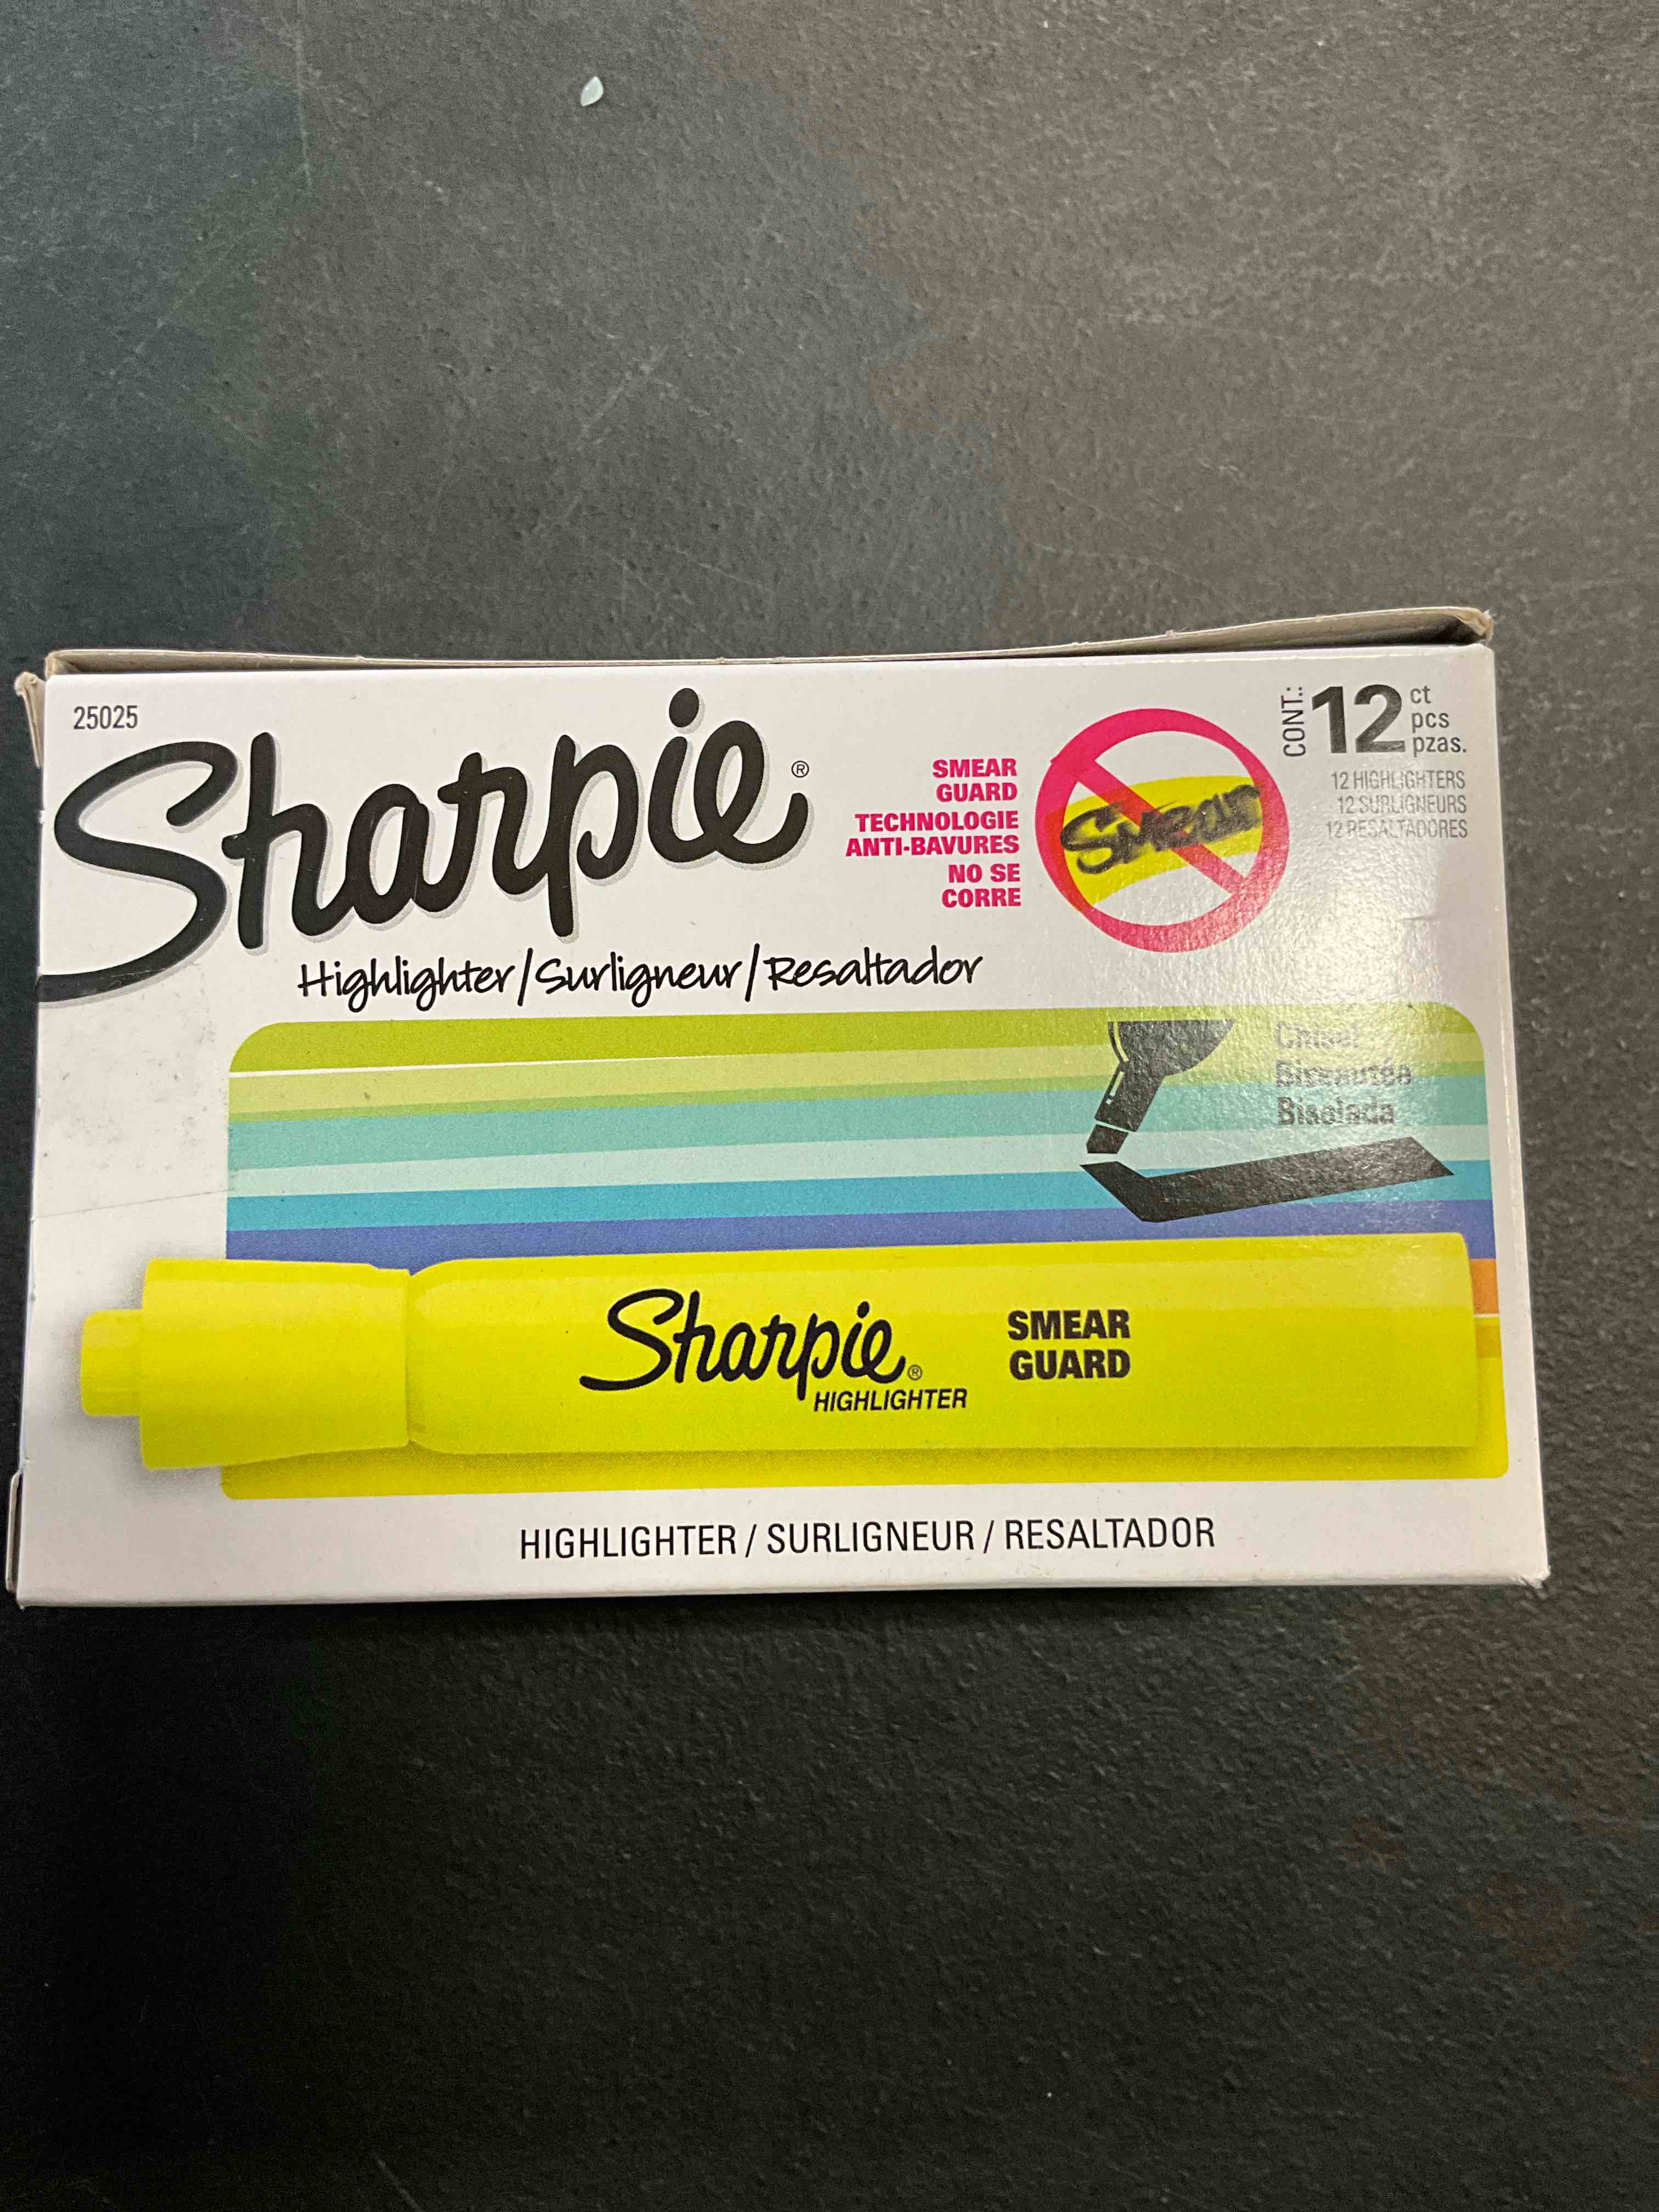 25025
Sharpie®
SMEAR
GUARD
TECHNOLOGIE
ANTI-BAVURES
NO SE
CORRE
Smear
CONT.: 12 ct
pcs
pzas.
12 HIGHLIGHTERS
12 SURLIGNEURS
12 RESALTADORES
Highlighter/Surligneur/Resaltador
Chisel
Biseautée
Biselada
Sharpie®
HIGHLIGHTER
SMEAR
GUARD
HIGHLIGHTER / SURLIGNEUR / RESALTADOR